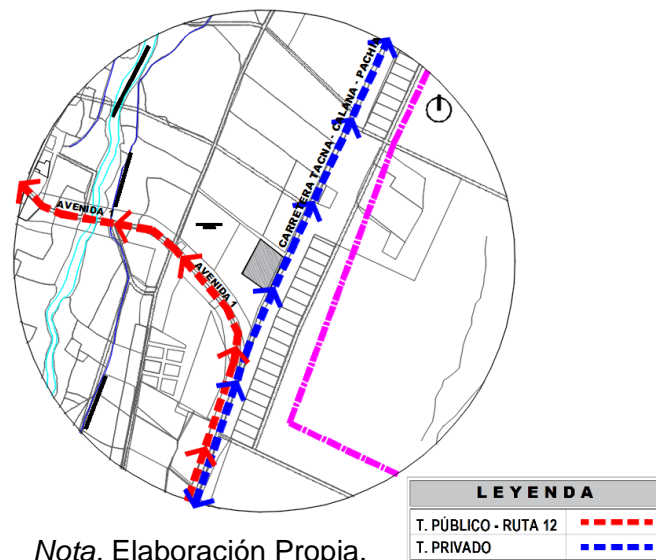 CARRETERA TACNA - CALANA - PACHIA
AVENIDA 1
AVENIDA 1
LEYENDA
T. PÚBLICO - RUTA 12
T. PRIVADO
Nota. Elaboración Propia.